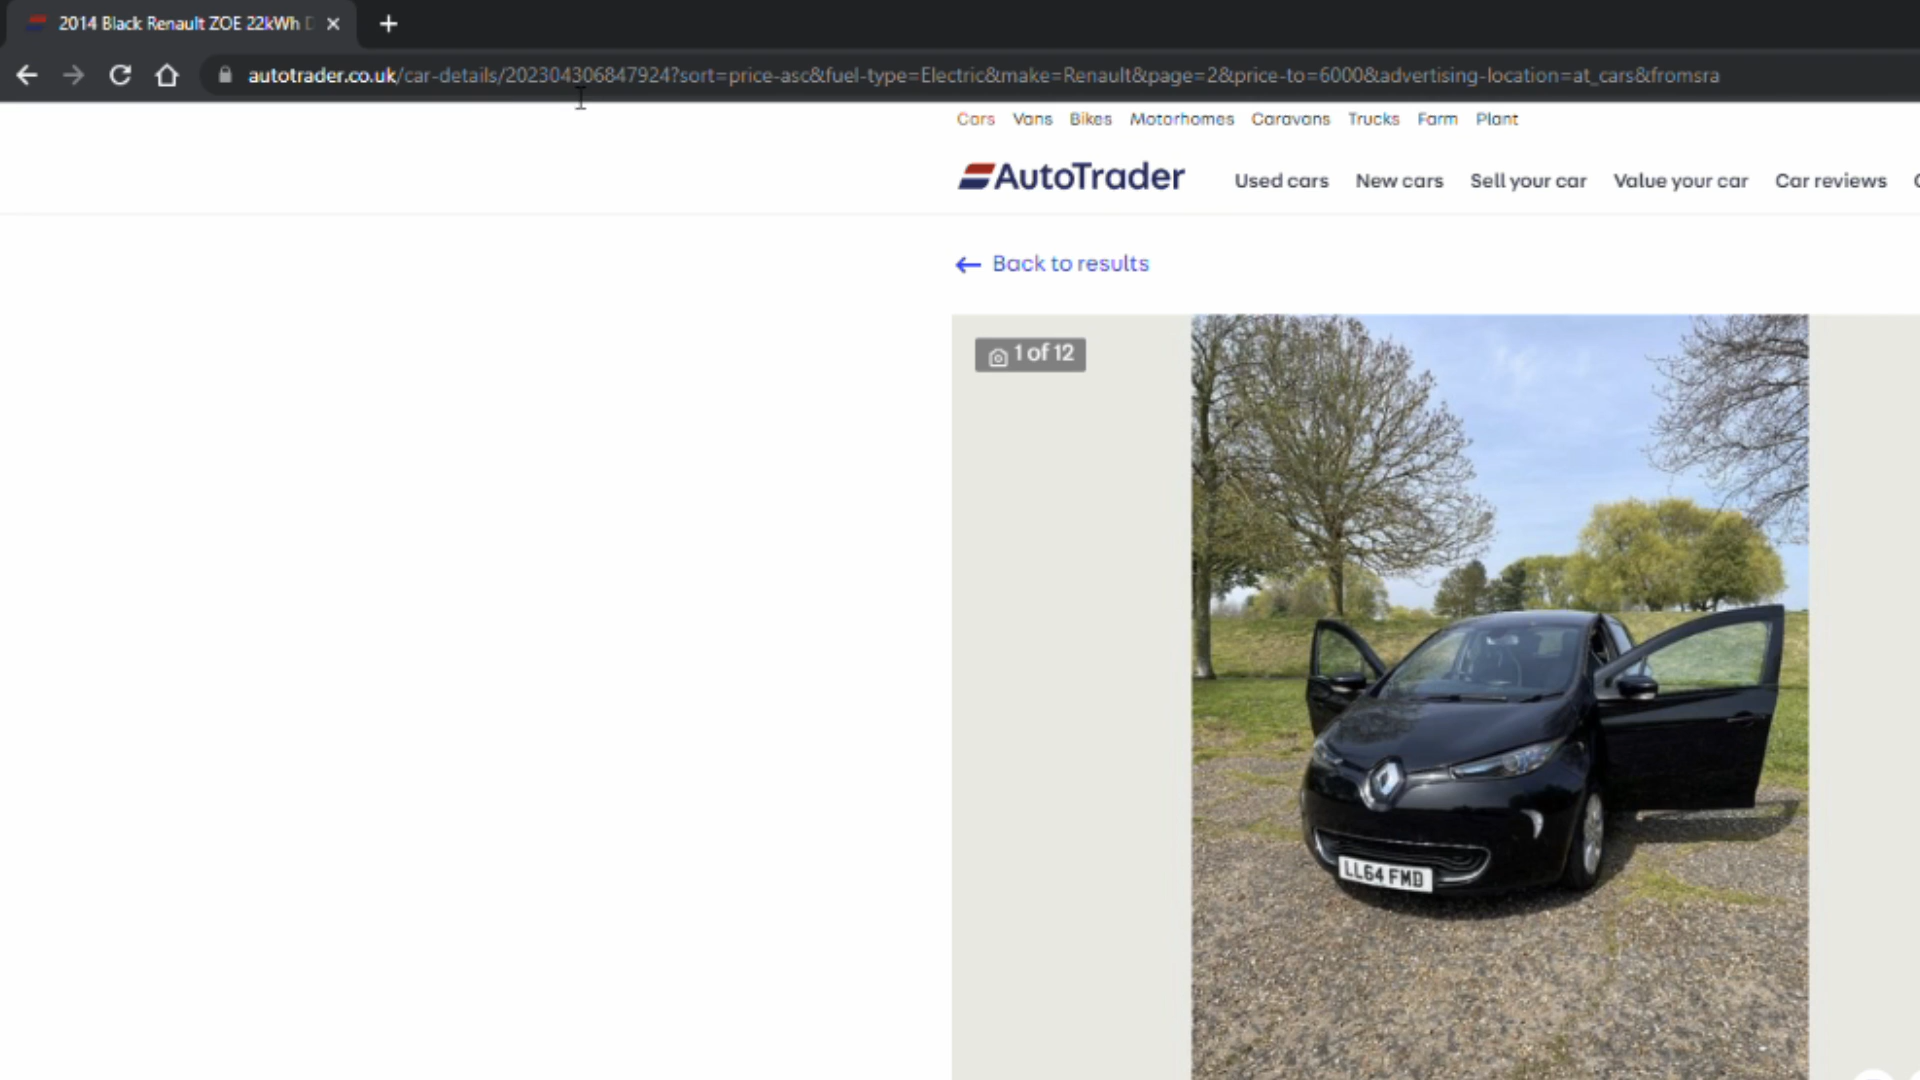 2014 Black Renault ZOE 22kWh
autotrader.co.uk/car-details/202304306847924?sort=price-asc&fuel-type=Electric&make=Renault&page=2&price-to=6000&advertising-location=at_cars&fromsra
Cars Vans Bikes Motorhomes Caravans Trucks Farm Plant
AutoTrader Used cars New cars Sell your car Value your car Car reviews
Back to results
1 of 12
LL64 FMD